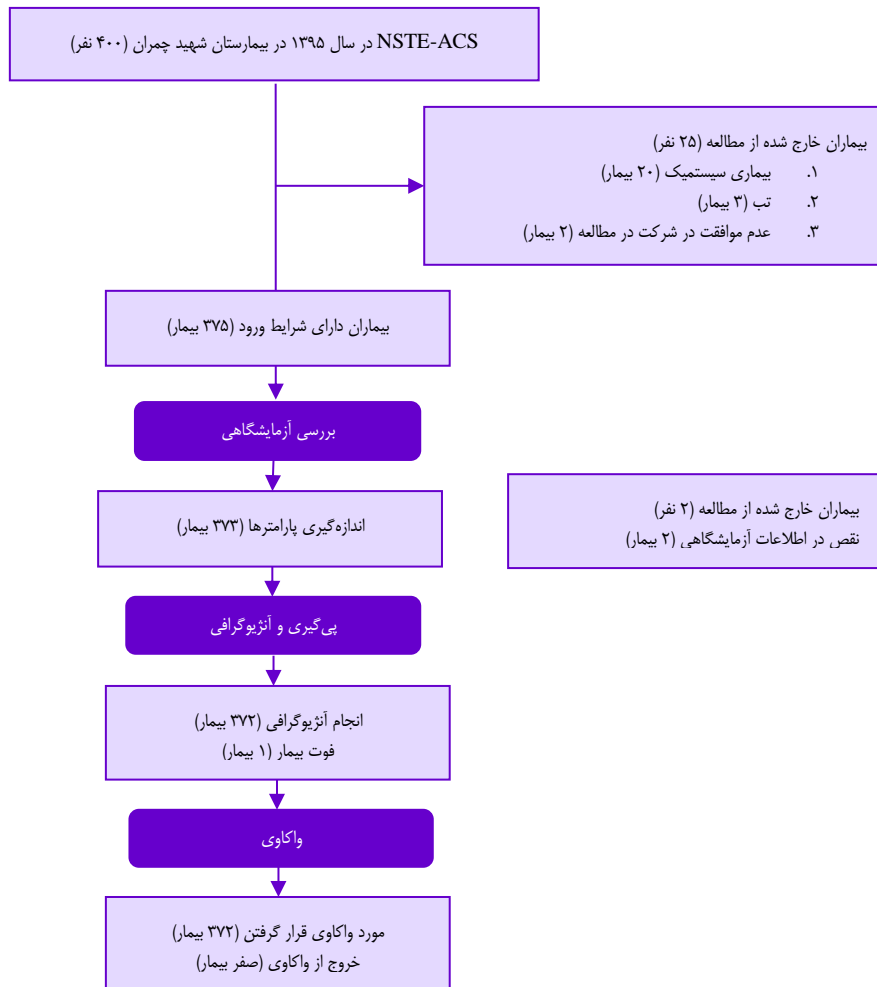 NSTE-ACS در سال ۱۳۹۵ در بیمارستان شهید چمران (۴۰۰ نفر)
بیماران خارج شده از مطالعه (۲۵ نفر)
۱. بیماری سیستمیک (۲۰ بیمار)
۲. تب (۳ بیمار)
۳. عدم موافقت در شرکت در مطالعه (۲ بیمار)
بیماران دارای شرایط ورود (۳۷۵ بیمار)
بررسی آزمایشگاهی
اندازه‌گیری پارامترها (۳۷۳ بیمار)
بیماران خارج شده از مطالعه (۲ نفر)
نقص در اطلاعات آزمایشگاهی (۲ بیمار)
پی‌گیری و آنژیوگرافی
انجام آنژیوگرافی (۳۷۲ بیمار)
فوت بیمار (۱ بیمار)
واکاوی
مورد واکاوی قرار گرفتن (۳۷۲ بیمار)
خروج از واکاوی (صفر بیمار)